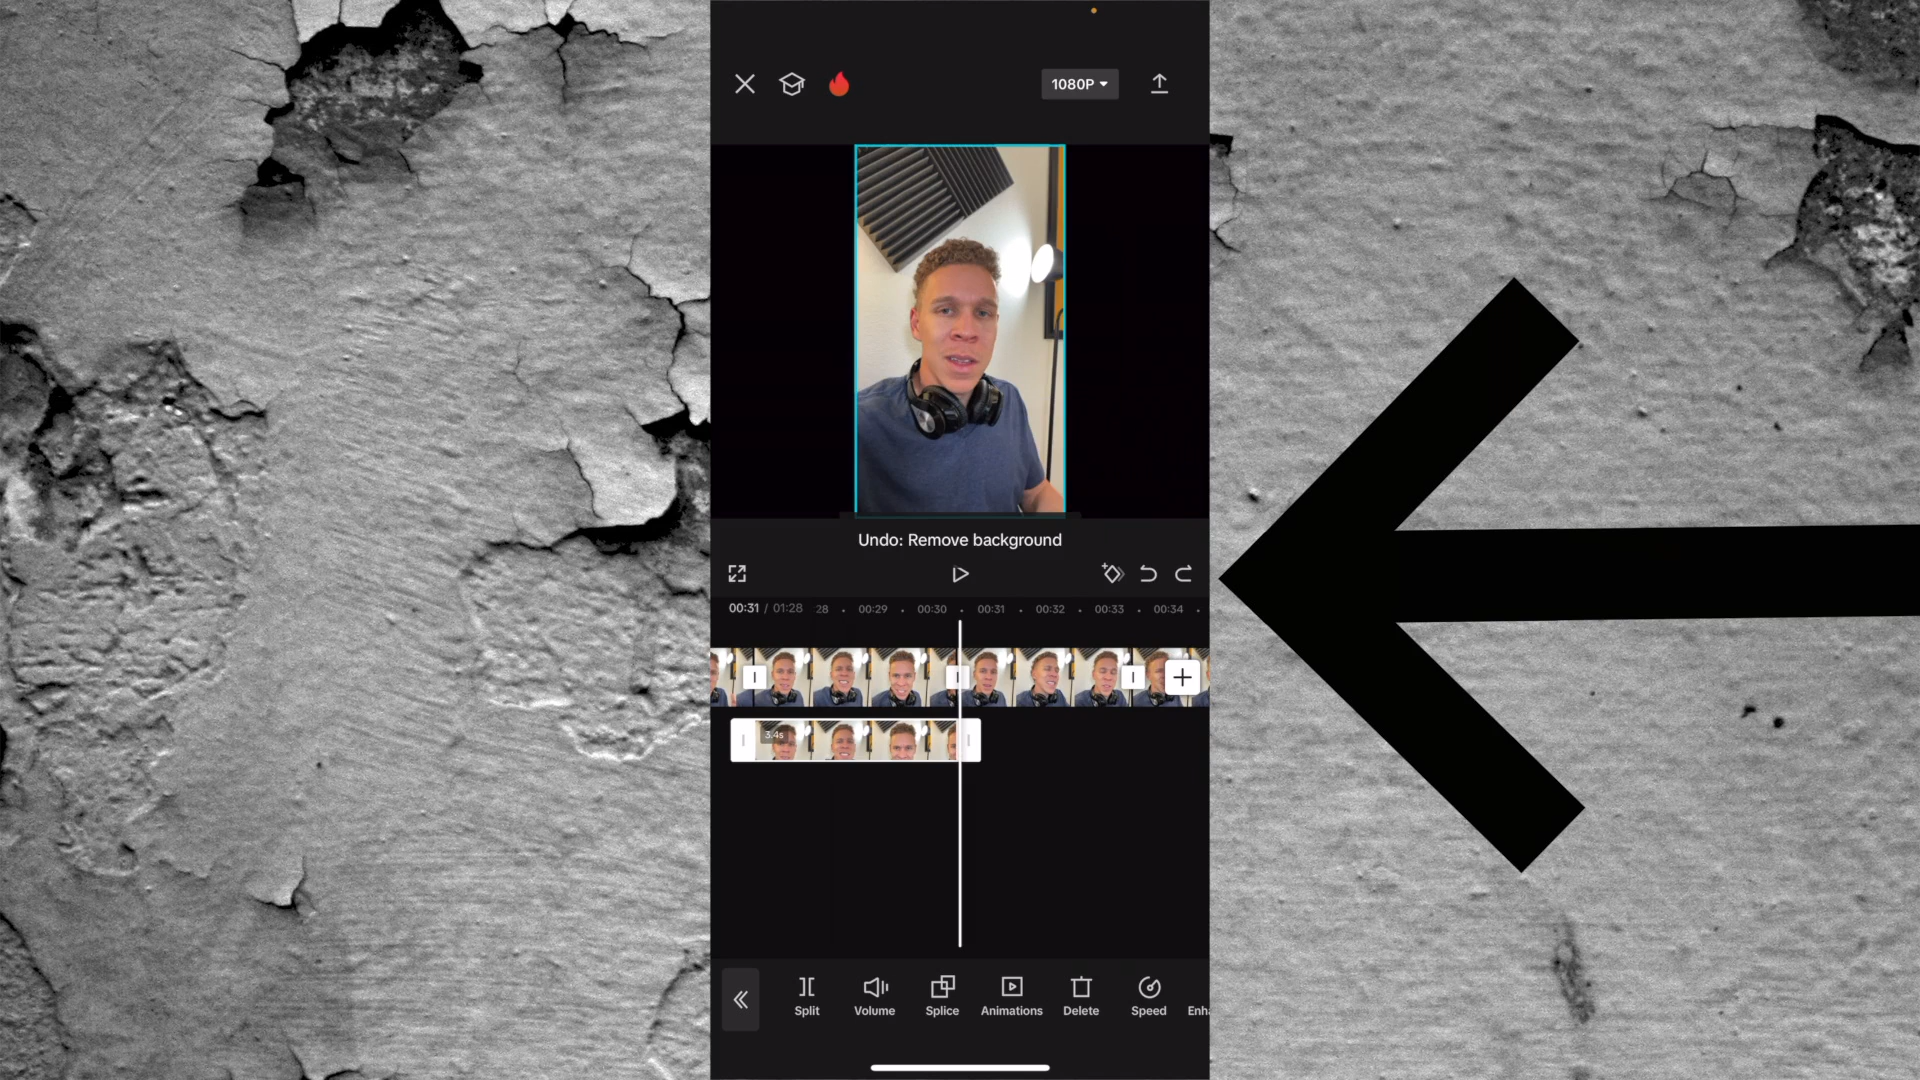 1080P
Undo: Remove background
00:31 / 01:28 28 00:29 00:30 00:31 00:32 00:33 00:34
3.4s
Split Volume Splice Animations Delete Speed Enha